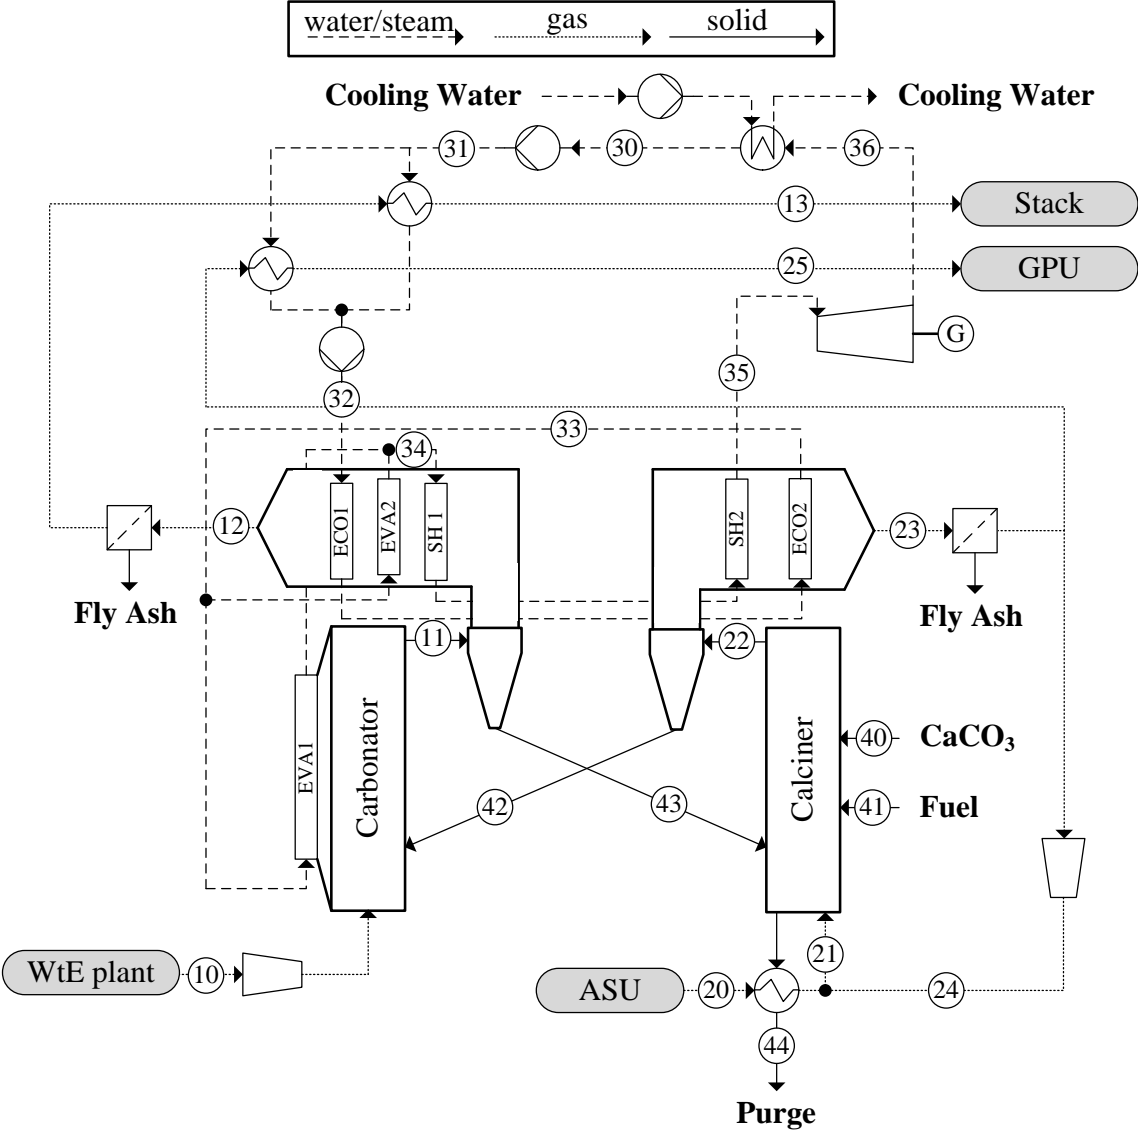 water/steam gas solid
Cooling Water Cooling Water
31 30 36
13 Stack
25 GPU
G
35
32
33
34
ECO1 EVA2 SH 1 SH2 ECO2
12 23
Fly Ash Fly Ash
11 22
EVA1 Carbonator Calciner
40 CaCO₃
42 43 41 Fuel
WtE plant 10
21
ASU 20 24
44
Purge